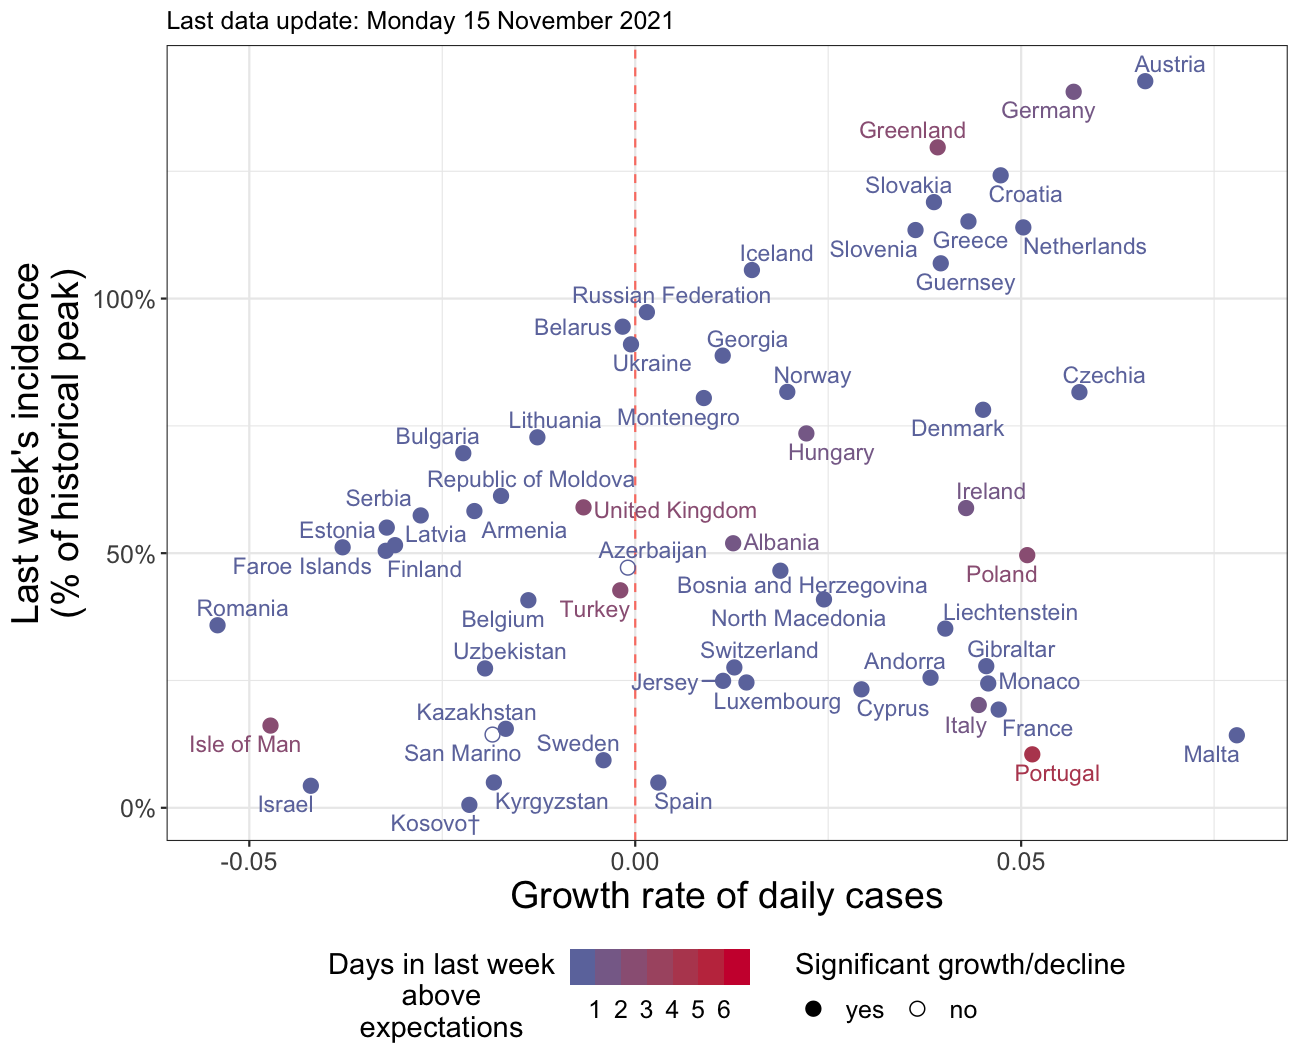 Last data update: Monday 15 November 2021
Austria
Germany
Greenland
Slovakia
Croatia
Slovenia
Greece
Netherlands
Iceland
Guernsey
Russian Federation
Belarus
Georgia
Ukraine
Norway
Czechia
Montenegro
Lithuania
Denmark
Bulgaria
Hungary
Republic of Moldova
Serbia
Ireland
United Kingdom
Estonia
Latvia
Armenia
Albania
Azerbaijan
Faroe Islands
Finland
Poland
Bosnia and Herzegovina
Romania
Turkey
Belgium
North Macedonia
Liechtenstein
Uzbekistan
Switzerland
Gibraltar
Andorra
Jersey
Monaco
Luxembourg
Cyprus
Kazakhstan
Italy
France
Isle of Man
San Marino
Sweden
Malta
Portugal
Israel
Kyrgyzstan
Spain
Kosovo†
100%
50%
0%
Last week's incidence
(% of historical peak)
-0.05
0.00
0.05
Growth rate of daily cases
Days in last week
above
expectations
1 2 3 4 5 6
Significant growth/decline
yes no